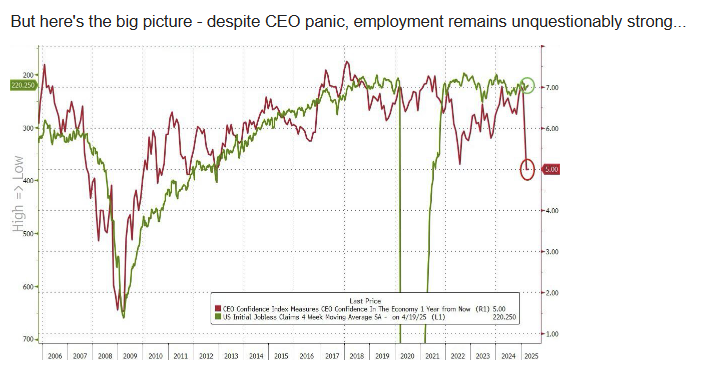 But here's the big picture - despite CEO panic, employment remains unquestionably strong...
200
220.250
300
400
500
600
700
High => Low
7.00
6.00
5.00
4.00
3.00
2.00
1.00
Last Price
CEO Confidence Index Measures CEO Confidence In The Economy 1 Year from Now (R1) 5.00
US Initial Jobless Claims 4 Week Moving Average SA - on 4/19/25 (L1) 220.250
2006 2007 2008 2009 2010 2011 2012 2013 2014 2015 2016 2017 2018 2019 2020 2021 2022 2023 2024 2025